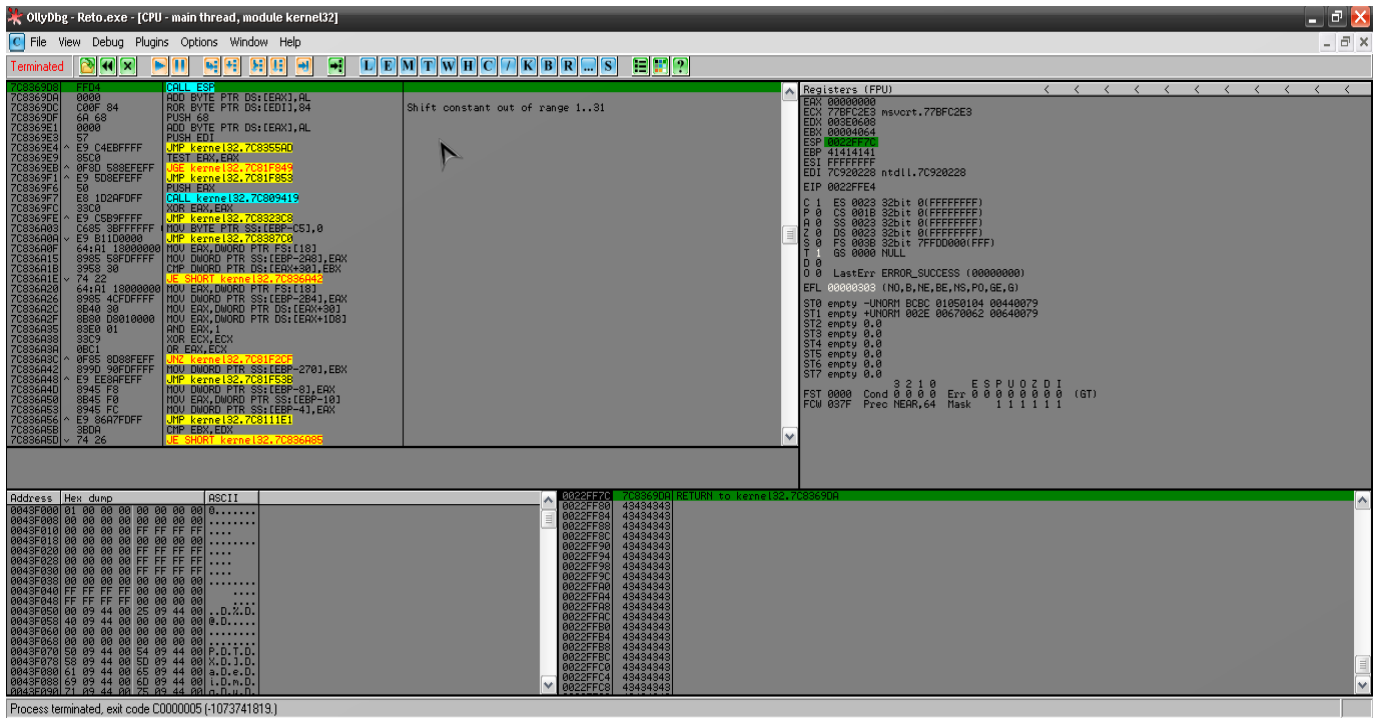 OllyDbg - Reto.exe - [CPU - main thread, module kernel32]
C File View Debug Plugins Options Window Help
Terminated L E M T W H C / K B R ... S ?
7C8369D8 FFD4 CALL ESP
7C8369DA 0000 ADD BYTE PTR DS:[EAX],AL
7C8369DC C00F 84 ROR BYTE PTR DS:[EDI],84 Shift constant out of range 1..31
7C8369DF 6A 68 PUSH 68
7C8369E1 0000 ADD BYTE PTR DS:[EAX],AL
7C8369E3 57 PUSH EDI
7C8369E4 ^ E9 C4EBFFFF JMP kernel32.7C8355AD
7C8369E9 85C0 TEST EAX,EAX
7C8369EB ^ 0F8D 588EFEFF JGE kernel32.7C81F849
7C8369F1 ^ E9 5D8EFEFF JMP kernel32.7C81F853
7C8369F6 50 PUSH EAX
7C8369F7 E8 1D2AFDFF CALL kernel32.7C809419
7C8369FC 33C0 XOR EAX,EAX
7C8369FE ^ E9 C5B9FFFF JMP kernel32.7C8323C8
7C836A03 C685 3BFFFFFF MOV BYTE PTR SS:[EBP-C5],0
7C836A0A v E9 B11D0000 JMP kernel32.7C8387C0
7C836A0F 64:A1 18000000 MOV EAX,DWORD PTR FS:[18]
7C836A15 8985 58FDFFFF MOV DWORD PTR SS:[EBP-2A8],EAX
7C836A1B 3958 30 CMP DWORD PTR DS:[EAX+30],EBX
7C836A1E v 74 22 JE SHORT kernel32.7C836A42
7C836A20 64:A1 18000000 MOV EAX,DWORD PTR FS:[18]
7C836A26 8985 4CFDFFFF MOV DWORD PTR SS:[EBP-2B4],EAX
7C836A2C 8B40 30 MOV EAX,DWORD PTR DS:[EAX+30]
7C836A2F 8B80 D8010000 MOV EAX,DWORD PTR DS:[EAX+1D8]
7C836A35 83E0 01 AND EAX,1
7C836A38 33C9 XOR ECX,ECX
7C836A3A 0BC1 OR EAX,ECX
7C836A3C ^ 0F85 8D88FEFF JNZ kernel32.7C81F2CF
7C836A42 899D 90FDFFFF MOV DWORD PTR SS:[EBP-270],EBX
7C836A48 ^ E9 EE8AFEFF JMP kernel32.7C81F53B
7C836A4D 8945 F8 MOV DWORD PTR SS:[EBP-8],EAX
7C836A50 8B45 F0 MOV EAX,DWORD PTR SS:[EBP-10]
7C836A53 8945 FC MOV DWORD PTR SS:[EBP-4],EAX
7C836A56 ^ E9 86A7FDFF JMP kernel32.7C8111E1
7C836A5B 3BDA CMP EBX,EDX
7C836A5D v 74 26 JE SHORT kernel32.7C836A85
Registers (FPU) < < < < < < < < < < <
EAX 00000000
ECX 77BFC2E3 msvcrt.77BFC2E3
EDX 003E0608
EBX 00004064
ESP 0022FF7C
EBP 41414141
ESI FFFFFFFF
EDI 7C920228 ntdll.7C920228
EIP 0022FFE4
C 1 ES 0023 32bit 0(FFFFFFFF)
P 0 CS 001B 32bit 0(FFFFFFFF)
A 0 SS 0023 32bit 0(FFFFFFFF)
Z 0 DS 0023 32bit 0(FFFFFFFF)
S 0 FS 003B 32bit 7FFDD000(FFF)
T 1 GS 0000 NULL
D 0
O 0 LastErr ERROR_SUCCESS (00000000)
EFL 00000303 (NO,B,NE,BE,NS,PO,GE,G)
ST0 empty -UNORM BCBC 01050104 00440079
ST1 empty +UNORM 002E 00670062 00640079
ST2 empty 0.0
ST3 empty 0.0
ST4 empty 0.0
ST5 empty 0.0
ST6 empty 0.0
ST7 empty 0.0
3 2 1 0 E S P U O Z D I
FST 0000 Cond 0 0 0 0 Err 0 0 0 0 0 0 0 0 (GT)
FCW 037F Prec NEAR,64 Mask 1 1 1 1 1 1
Address Hex dump ASCII
0043F000 01 00 00 00 00 00 00 00 0.......
0043F008 00 00 00 00 00 00 00 00 ........
0043F010 00 00 00 00 FF FF FF FF ....
0043F018 00 00 00 00 00 00 00 00 ........
0043F020 00 00 00 00 FF FF FF FF ....
0043F028 00 00 00 00 FF FF FF FF ....
0043F030 00 00 00 00 FF FF FF FF ....
0043F038 00 00 00 00 00 00 00 00 ........
0043F040 FF FF FF FF 00 00 00 00 ....
0043F048 FF FF FF FF 00 00 00 00 ....
0043F050 00 09 44 00 25 09 44 00 ..D.%.D.
0043F058 40 09 44 00 00 00 00 00 @.D.....
0043F060 00 00 00 00 00 00 00 00 ........
0043F068 00 00 00 00 00 00 00 00 ........
0043F070 50 09 44 00 54 09 44 00 P.D.T.D.
0043F078 58 09 44 00 5D 09 44 00 X.D.].D.
0043F080 61 09 44 00 65 09 44 00 a.D.e.D.
0043F088 69 09 44 00 6D 09 44 00 i.D.m.D.
0043F090 71 09 44 00 75 09 44 00 q.D.u.D.
0022FF7C 7C8369DA RETURN to kernel32.7C8369DA
0022FF80 43434343
0022FF84 43434343
0022FF88 43434343
0022FF8C 43434343
0022FF90 43434343
0022FF94 43434343
0022FF98 43434343
0022FF9C 43434343
0022FFA0 43434343
0022FFA4 43434343
0022FFA8 43434343
0022FFAC 43434343
0022FFB0 43434343
0022FFB4 43434343
0022FFB8 43434343
0022FFBC 43434343
0022FFC0 43434343
0022FFC4 43434343
0022FFC8 43434343
Process terminated, exit code C0000005 (-1073741819.)